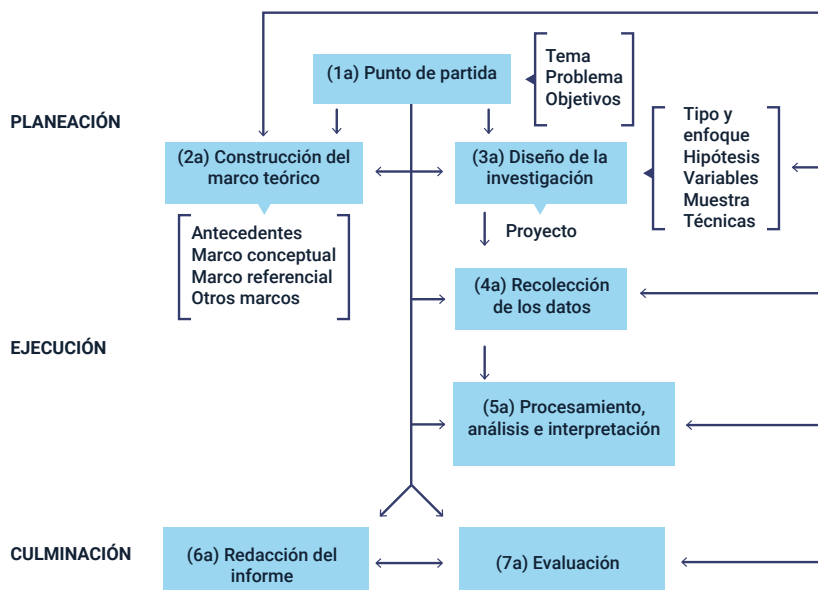 (1a) Punto de partida
Tema
Problema
Objetivos
PLANEACIÓN
(2a) Construcción del
marco teórico
(3a) Diseño de la
investigación
Tipo y
enfoque
Hipótesis
Variables
Muestra
Técnicas
Antecedentes
Marco conceptual
Marco referencial
Otros marcos
Proyecto
(4a) Recolección
de los datos
EJECUCIÓN
(5a) Procesamiento,
análisis e interpretación
CULMINACIÓN
(6a) Redacción del
informe
(7a) Evaluación